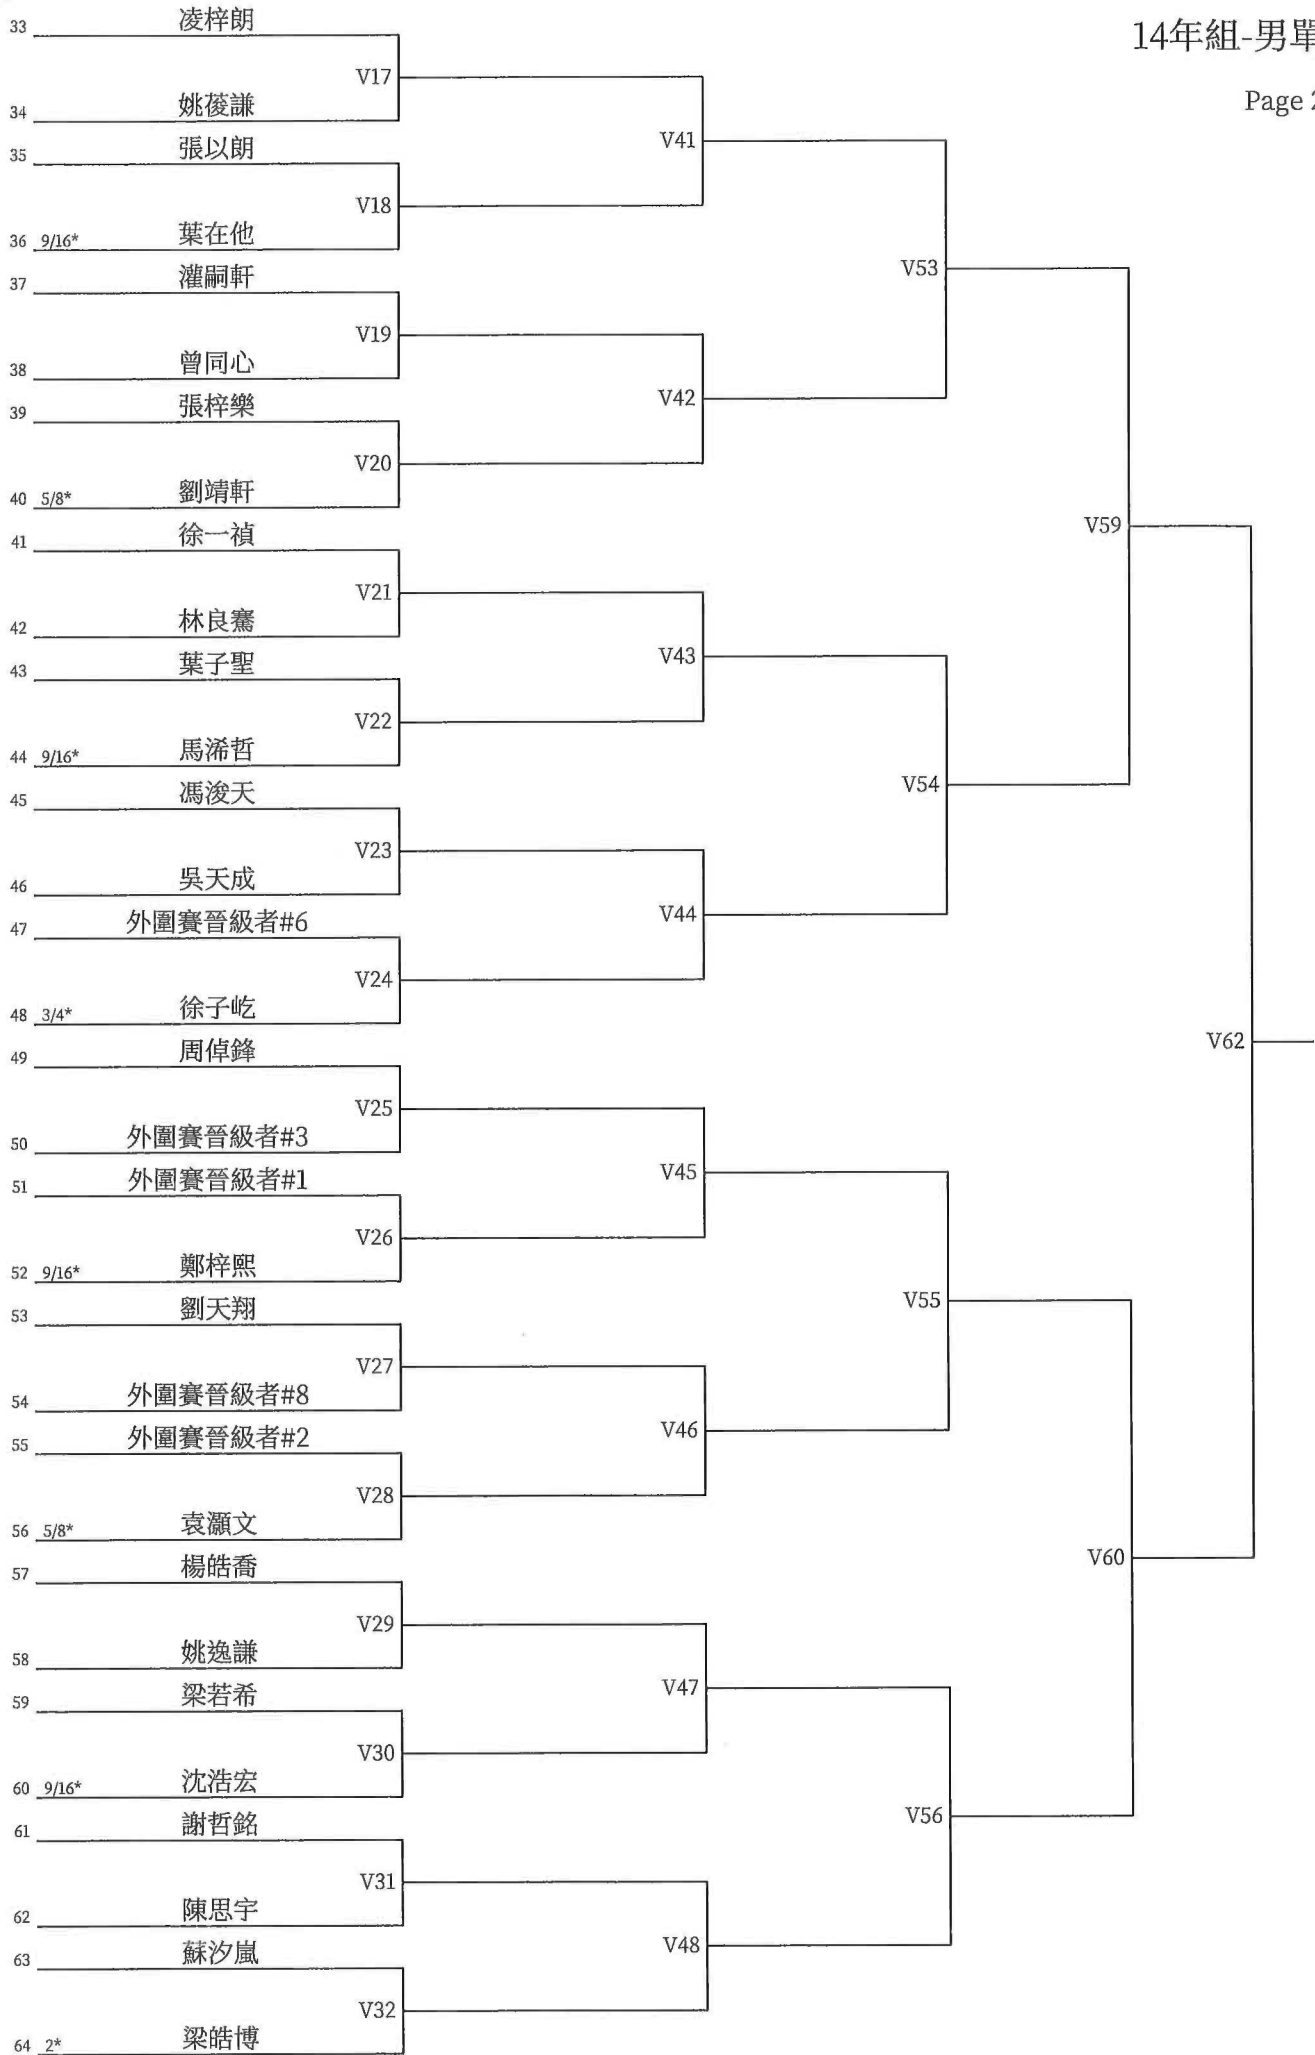 14年組-男單
Page 2
33 凌梓朗
V17
34 姚葰謙
V41
35 張以朗
V18
36 9/16* 葉在他
V53
37 灌嗣軒
V19
38 曾同心
V42
39 張梓樂
V20
40 5/8* 劉靖軒
V59
41 徐一禎
V21
42 林良騫
V43
43 葉子聖
V22
44 9/16* 馬浠哲
V54
45 馮浚天
V23
46 吳天成
V44
47 外圍賽晉級者#6
V24
48 3/4* 徐子屹
V62
49 周倬鋒
V25
50 外圍賽晉級者#3
V45
51 外圍賽晉級者#1
V26
52 9/16* 鄭梓熙
V55
53 劉天翔
V27
54 外圍賽晉級者#8
V46
55 外圍賽晉級者#2
V28
56 5/8* 袁灝文
V60
57 楊皓喬
V29
58 姚逸謙
V47
59 梁若希
V30
60 9/16* 沈浩宏
V56
61 謝哲銘
V31
62 陳思宇
V48
63 蘇汐嵐
V32
64 2* 梁皓博